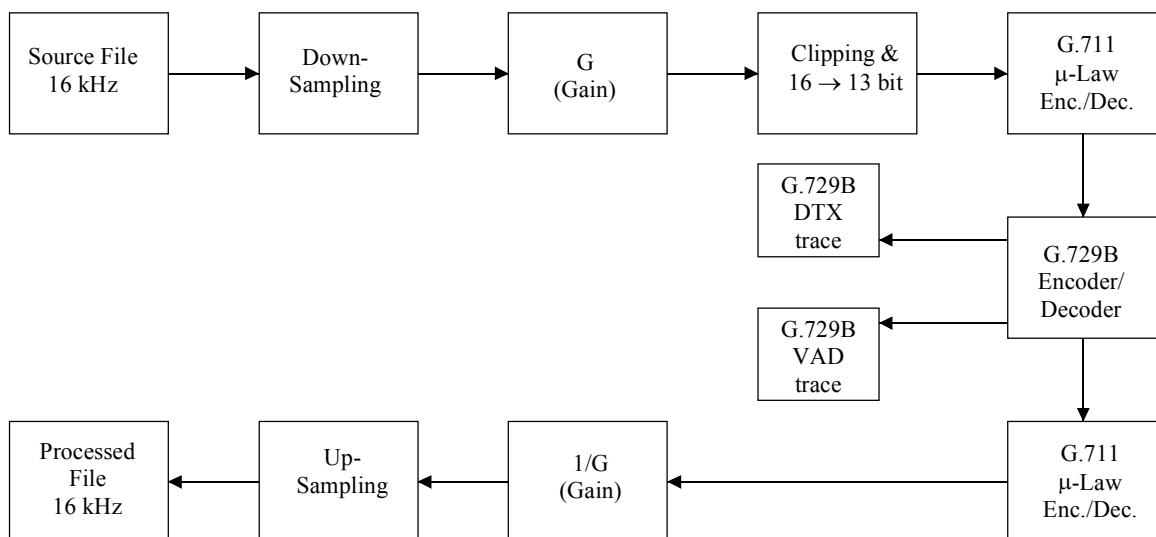 Source File
16 kHz
Down-
Sampling
G
(Gain)
Clipping &
16 → 13 bit
G.711
μ-Law
Enc./Dec.
G.729B
DTX
trace
G.729B
Encoder/
Decoder
G.729B
VAD
trace
Processed
File
16 kHz
Up-
Sampling
1/G
(Gain)
G.711
μ-Law
Enc./Dec.